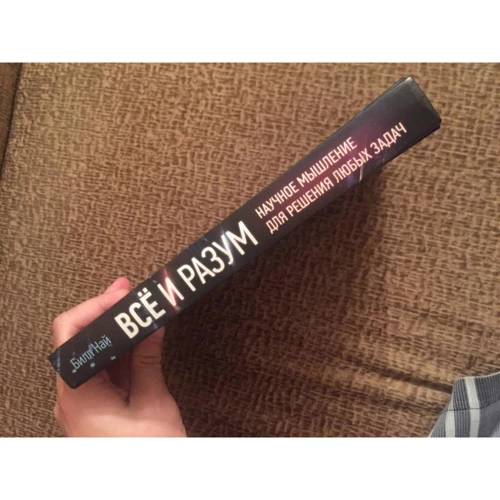 Билл Най
ВСЁ И РАЗУМ
НАУЧНОЕ МЫШЛЕНИЕ
ДЛЯ РЕШЕНИЯ ЛЮБЫХ ЗАДАЧ